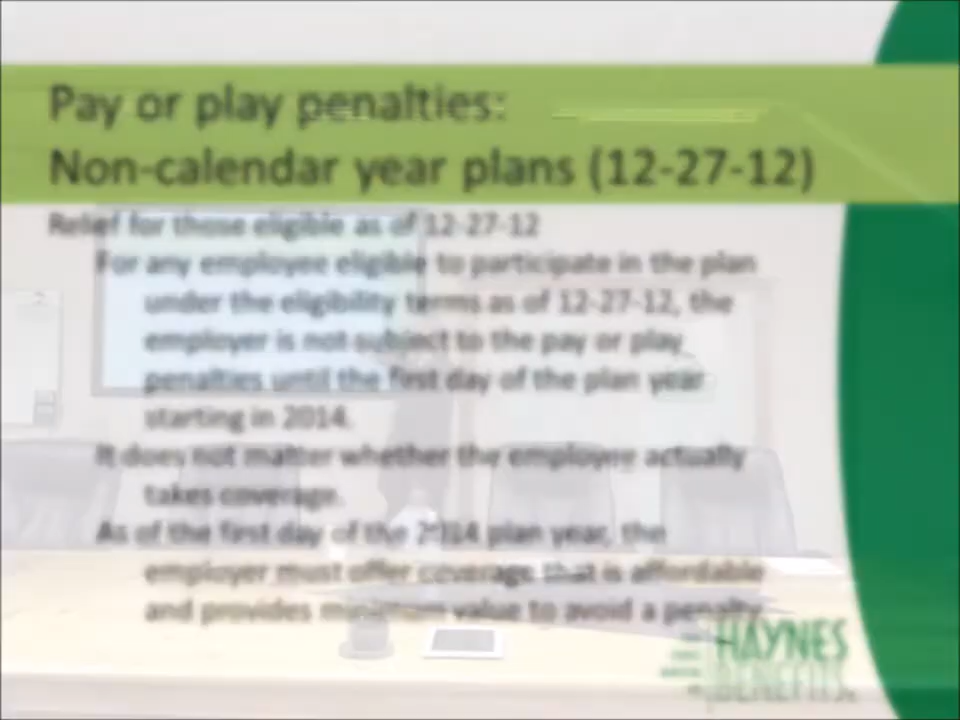 Pay or play penalties:
Non-calendar year plans (12-27-12)
Relief for those eligible as of 12-27-12
For any employee eligible to participate in the plan
under the eligibility terms as of 12-27-12, the
employer is not subject to the pay or play
penalties until the first day of the plan year
starting in 2014.
It does not matter whether the employee actually
takes coverage.
As of the first day of the 2014 plan year, the
employer must offer coverage that is affordable
and provides minimum value to avoid a penalty
HAYNES
BENEFITS